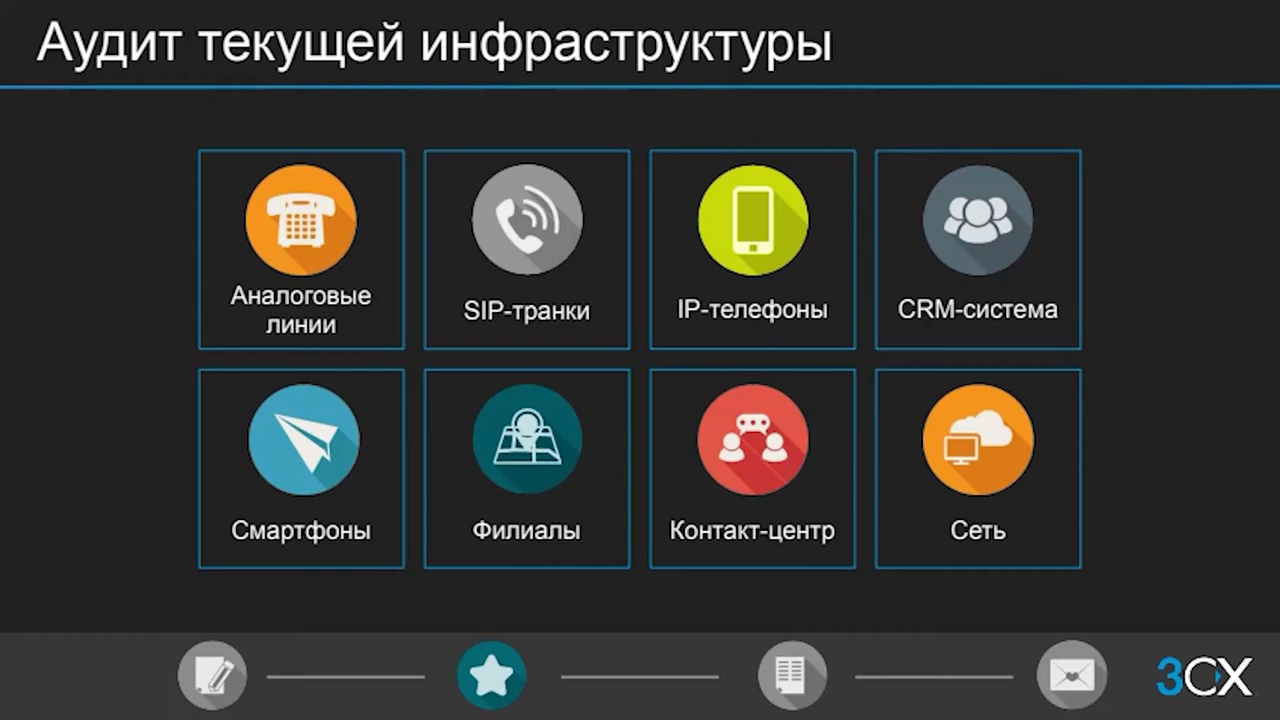 Аудит текущей инфраструктуры
Аналоговые
линии
SIP-транки
IP-телефоны
CRM-система
Смартфоны
Филиалы
Контакт-центр
Сеть
3CX